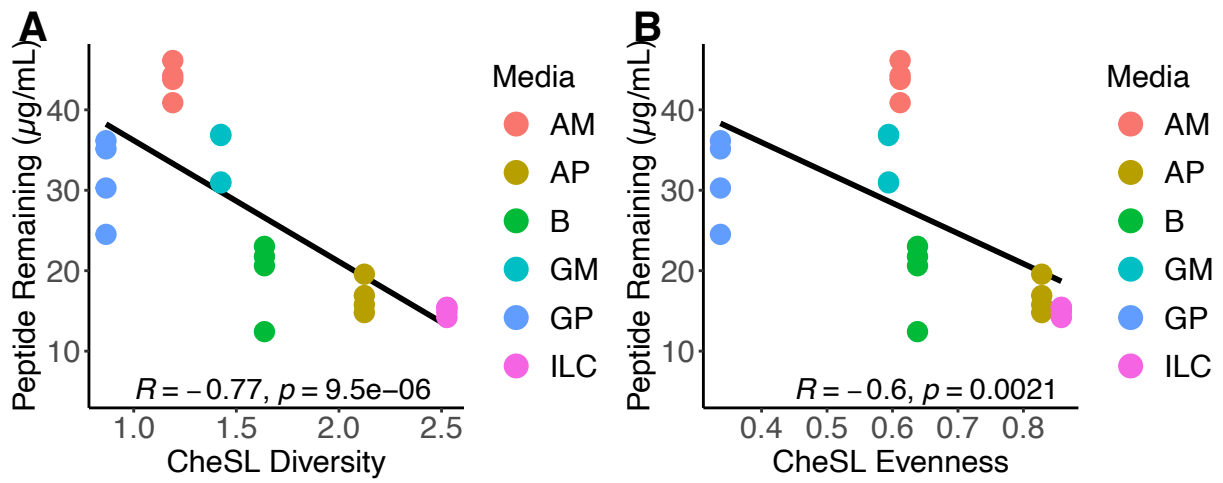 A
Peptide Remaining (µg/mL)
40
30
20
10
R = −0.77, p = 9.5e−06
1.0 1.5 2.0 2.5
CheSL Diversity
Media
AM
AP
B
GM
GP
ILC
B
Peptide Remaining (µg/mL)
40
30
20
10
R = −0.6, p = 0.0021
0.4 0.5 0.6 0.7 0.8
CheSL Evenness
Media
AM
AP
B
GM
GP
ILC